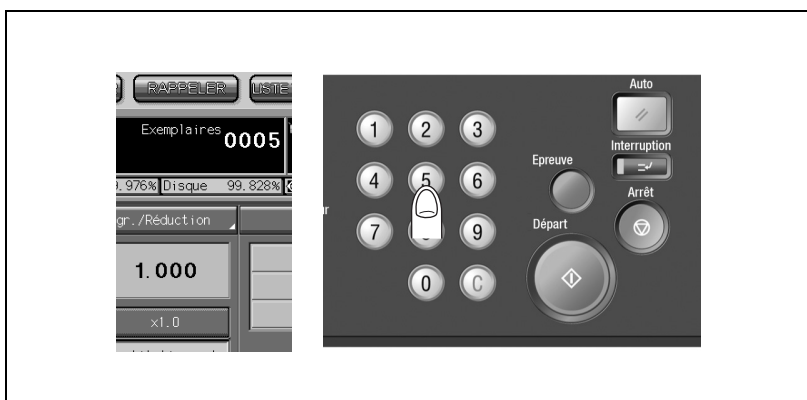 RAPPELER LISTE
Exemplaires 0005
.976% Disque 99.828%
gr./Réduction
1.000
x1.0
1 2 3
4 5 6
7 9
0 C
Auto
Interruption
Epreuve
Arrêt
Départ